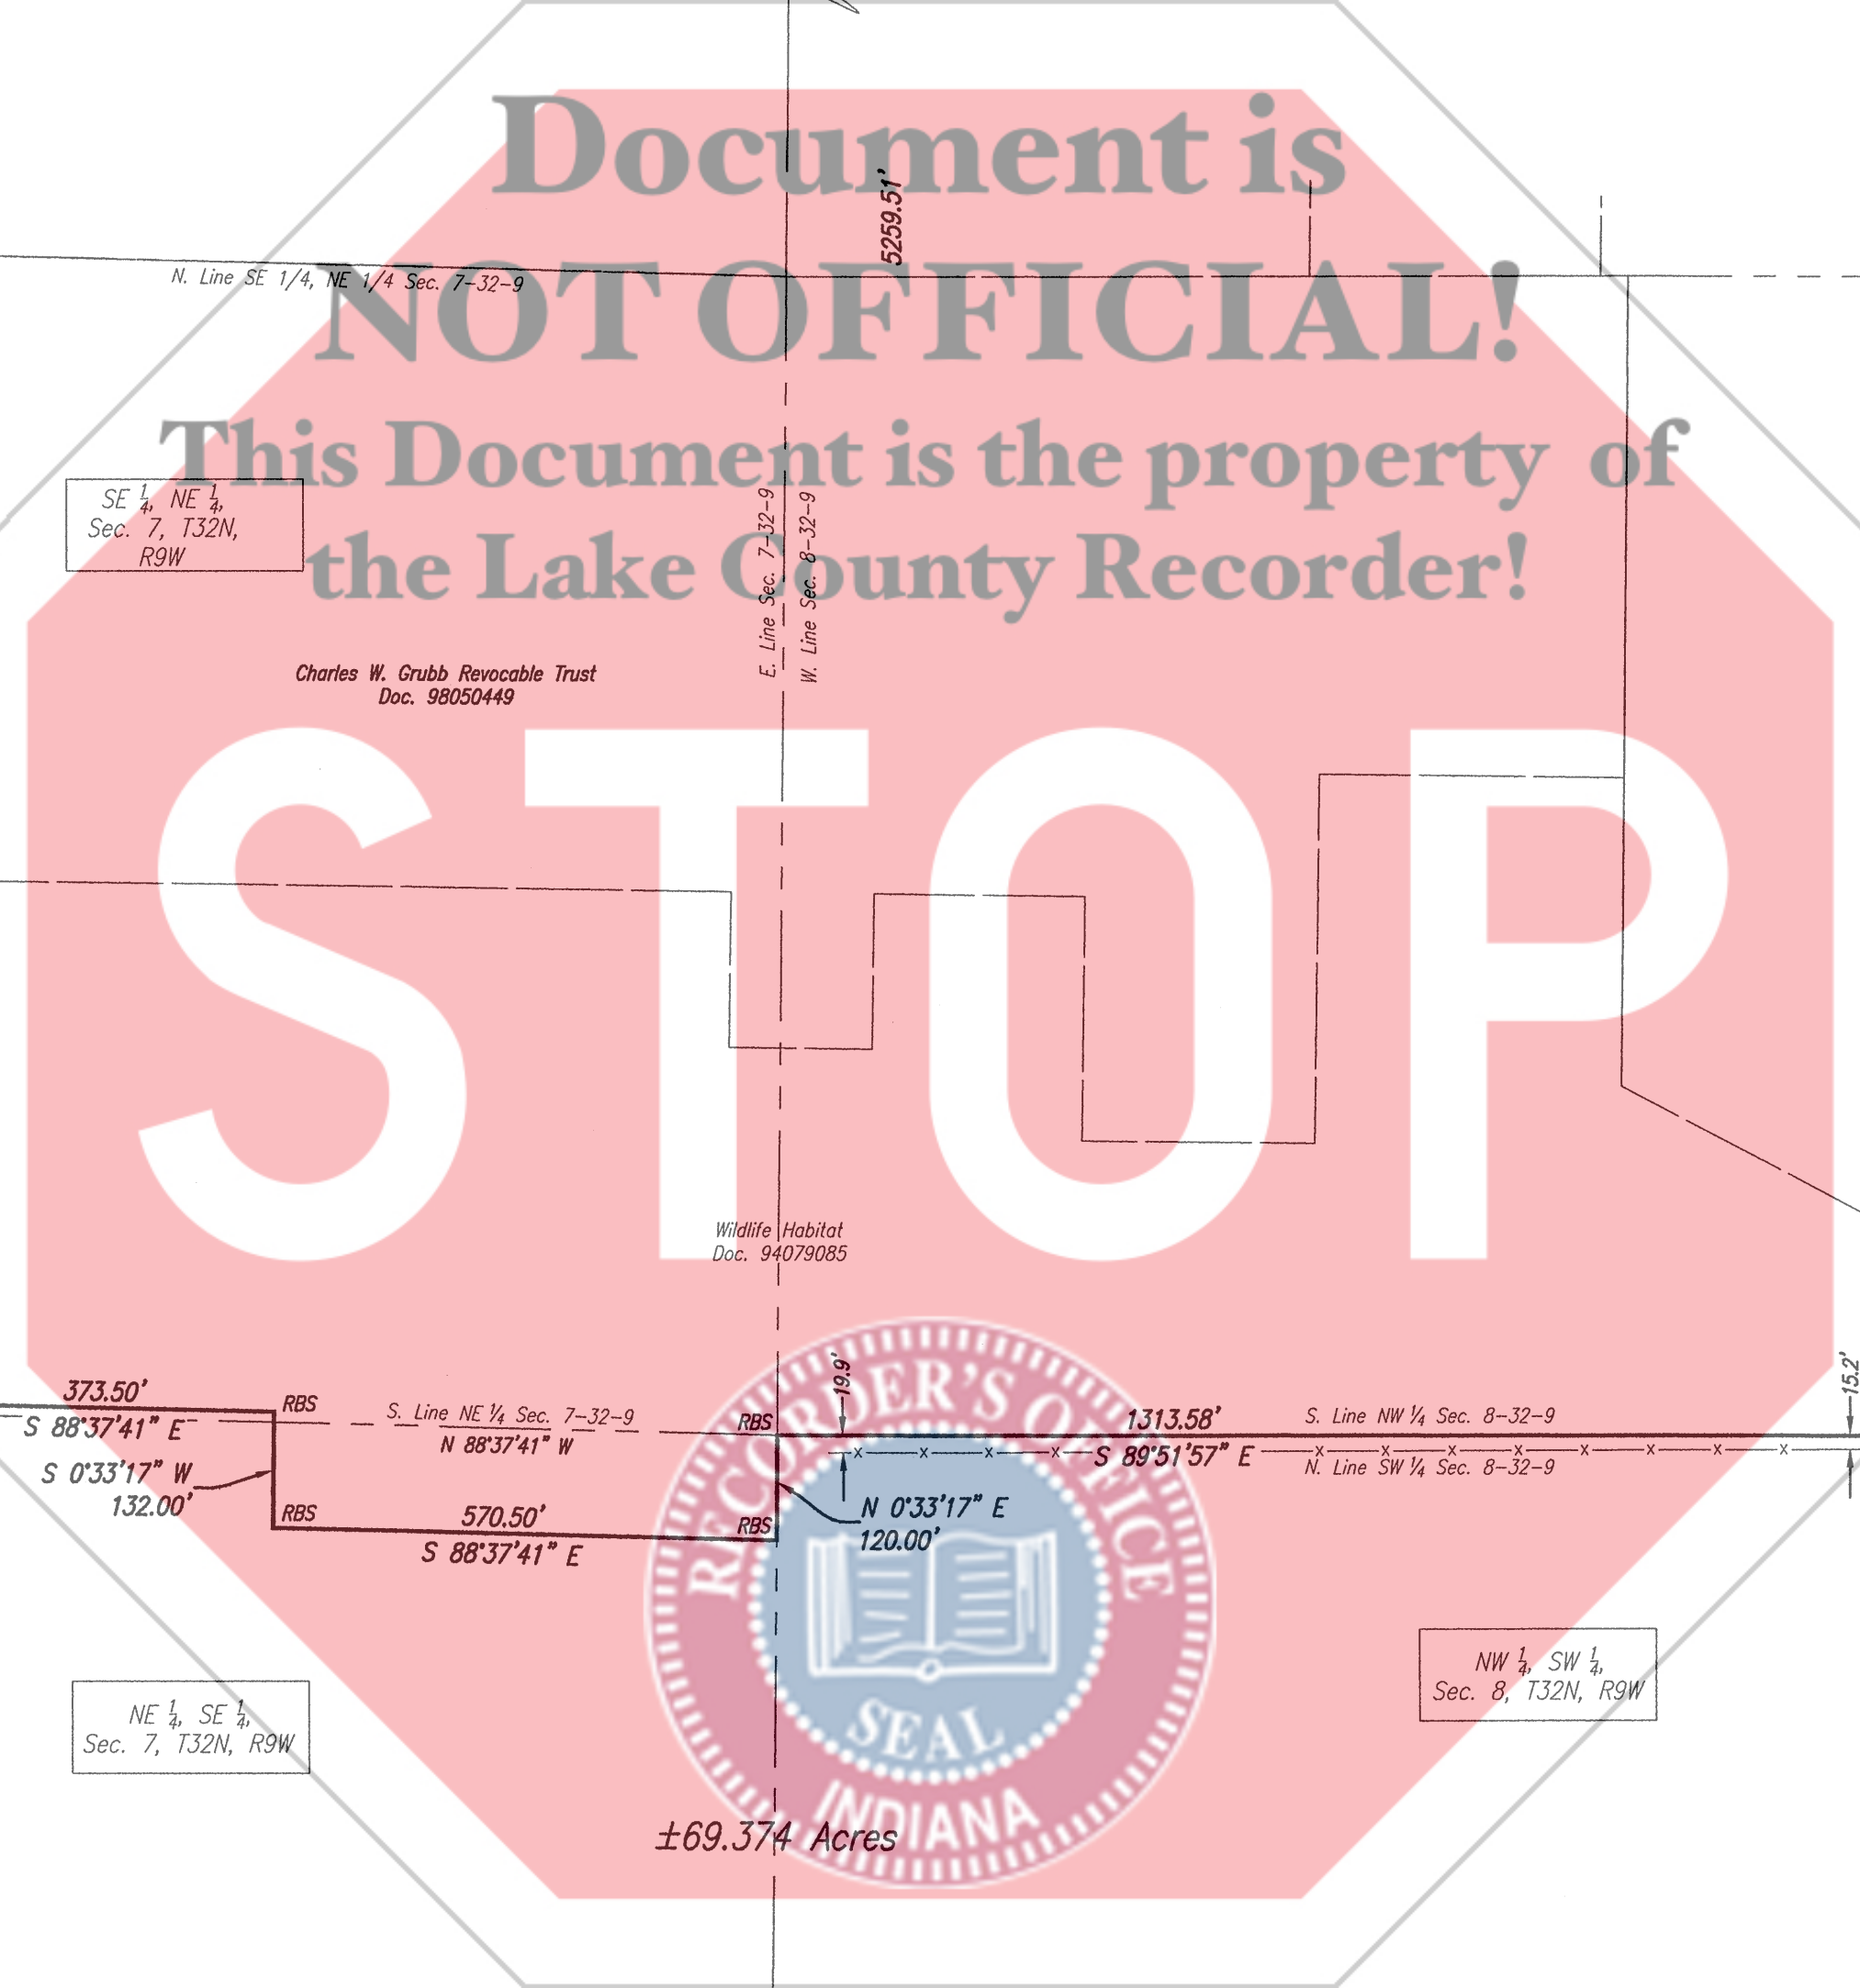 Document is
5259.51'
N. Line SE 1/4, NE 1/4 Sec. 7-32-9
NOT OFFICIAL!
This Document is the property of
SE 1/4, NE 1/4,
Sec. 7, T32N,
R9W
E. Line Sec. 7-32-9
W. Line Sec. 8-32-9
the Lake County Recorder!
Charles W. Grubb Revocable Trust
Doc. 98050449
STOP
Wildlife Habitat
Doc. 94079085
373.50'
S 88°37'41" E
RBS
S. Line NE 1/4 Sec. 7-32-9
N 88°37'41" W
RBS
19.9'
1313.58'
S 89°51'57" E
S. Line NW 1/4 Sec. 8-32-9
N. Line SW 1/4 Sec. 8-32-9
15.2'
S 0°33'17" W
132.00'
RBS
570.50'
S 88°37'41" E
RBS
N 0°33'17" E
120.00'
RECORDER'S OFFICE
SEAL
INDIANA
NW 1/4, SW 1/4,
Sec. 8, T32N, R9W
NE 1/4, SE 1/4,
Sec. 7, T32N, R9W
±69.374 Acres